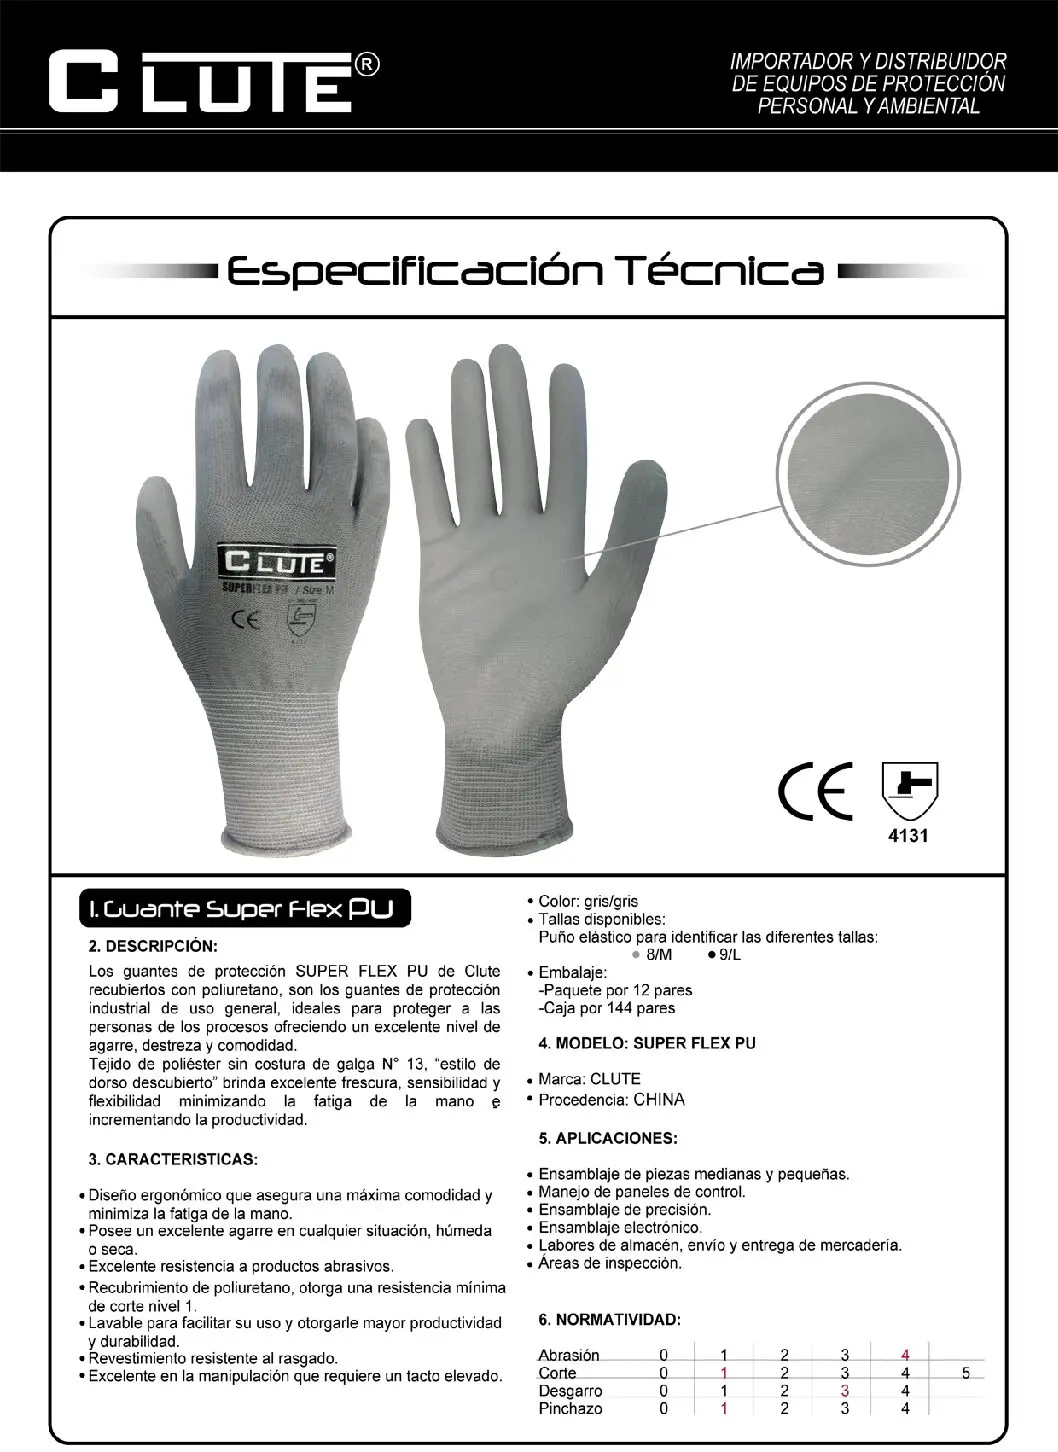 CLUTE®
IMPORTADOR Y DISTRIBUIDOR
DE EQUIPOS DE PROTECCIÓN
PERSONAL Y AMBIENTAL
Especificación Técnica
CLUTE®
SUPERFLEX PU / Size M
CE
CE
4131
1. Guante Super Flex PU
2. DESCRIPCIÓN:
Los guantes de protección SUPER FLEX PU de Clute
recubiertos con poliuretano, son los guantes de protección
industrial de uso general, ideales para proteger a las
personas de los procesos ofreciendo un excelente nivel de
agarre, destreza y comodidad.
Tejido de poliéster sin costura de galga N° 13, “estilo de
dorso descubierto” brinda excelente frescura, sensibilidad y
flexibilidad minimizando la fatiga de la mano e
incrementando la productividad.
3. CARACTERISTICAS:
• Diseño ergonómico que asegura una máxima comodidad y
minimiza la fatiga de la mano.
• Posee un excelente agarre en cualquier situación, húmeda
o seca.
• Excelente resistencia a productos abrasivos.
• Recubrimiento de poliuretano, otorga una resistencia mínima
de corte nivel 1.
• Lavable para facilitar su uso y otorgarle mayor productividad
y durabilidad.
• Revestimiento resistente al rasgado.
• Excelente en la manipulación que requiere un tacto elevado.
• Color: gris/gris
• Tallas disponibles:
Puño elástico para identificar las diferentes tallas:
• 8/M • 9/L
• Embalaje:
-Paquete por 12 pares
-Caja por 144 pares
4. MODELO: SUPER FLEX PU
• Marca: CLUTE
• Procedencia: CHINA
5. APLICACIONES:
• Ensamblaje de piezas medianas y pequeñas.
• Manejo de paneles de control.
• Ensamblaje de precisión.
• Ensamblaje electrónico.
• Labores de almacén, envío y entrega de mercadería.
• Áreas de inspección.
6. NORMATIVIDAD:
Abrasión 0 1 2 3 4
Corte 0 1 2 3 4 5
Desgarro 0 1 2 3 4
Pinchazo 0 1 2 3 4